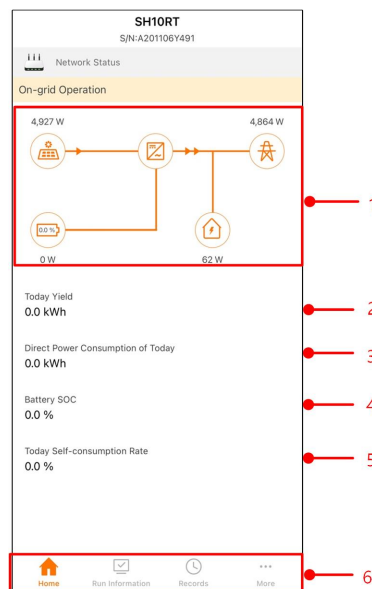 SH10RT
S/N:A201106Y491
Network Status
On-grid Operation
4,927 W
4,864 W
0.0 %
0 W
62 W
1
Today Yield
0.0 kWh
2
Direct Power Consumption of Today
0.0 kWh
3
Battery SOC
0.0 %
4
Today Self-consumption Rate
0.0 %
5
Home
Run Information
Records
More
6